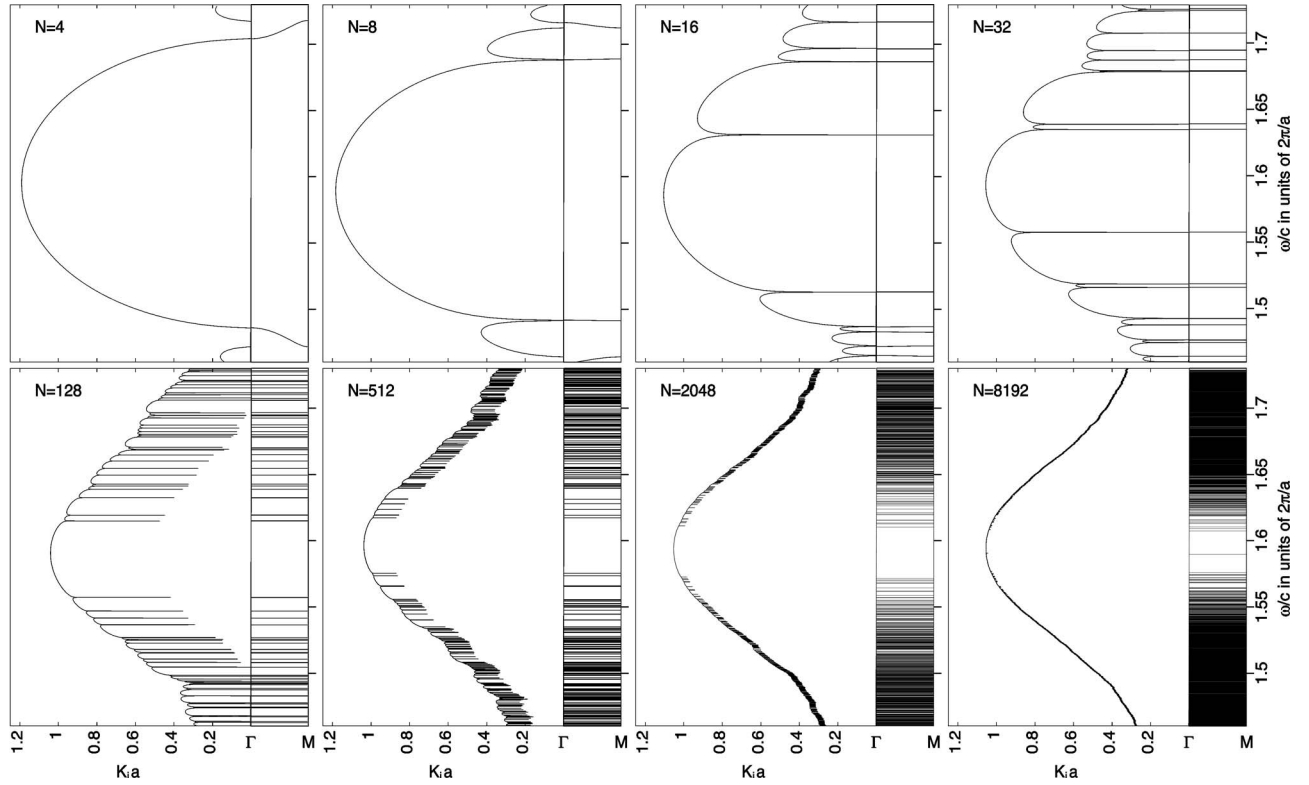 N=4
N=8
N=16
N=32
1.5
1.55
1.6
1.65
1.7
ω/c in units of 2π/a
N=128
N=512
N=2048
N=8192
1.5
1.55
1.6
1.65
1.7
ω/c in units of 2π/a
1.2 1 0.8 0.6 0.4 0.2 Γ M
Kᵢa
1.2 1 0.8 0.6 0.4 0.2 Γ M
Kᵢa
1.2 1 0.8 0.6 0.4 0.2 Γ M
Kᵢa
1.2 1 0.8 0.6 0.4 0.2 Γ M
Kᵢa